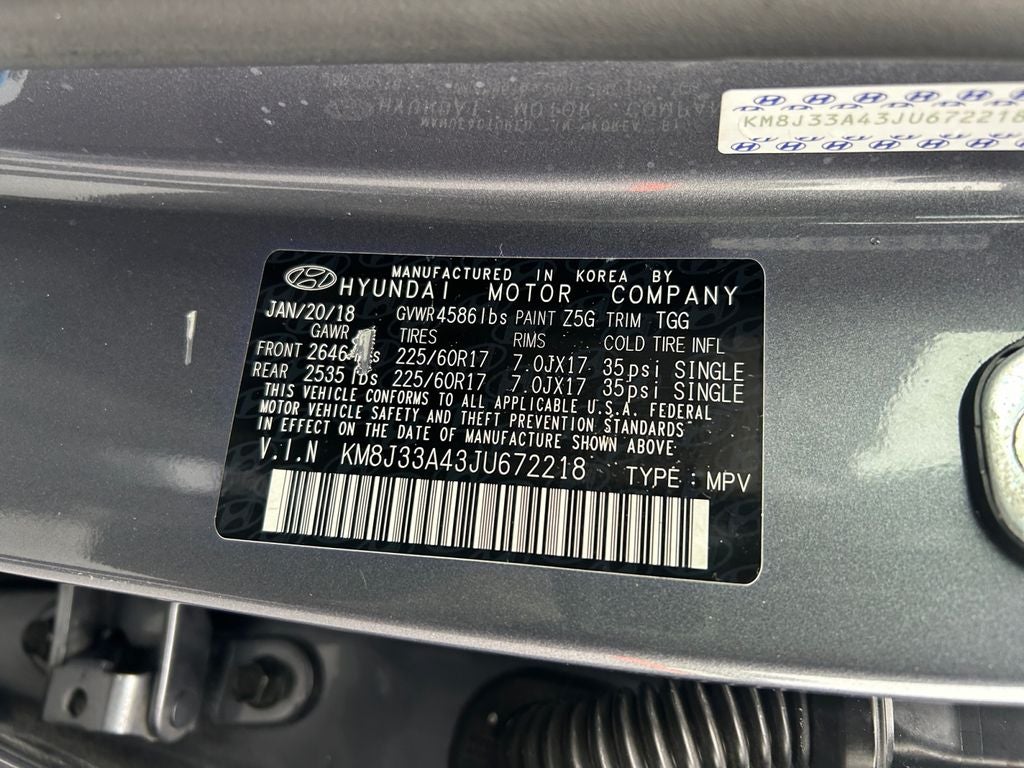 KM8J33A43JU672218
MANUFACTURED IN KOREA BY
HYUNDAI MOTOR COMPANY
JAN/20/18 GVWR 4586lbs PAINT Z5G TRIM TGG
GAWR TIRES RIMS COLD TIRE INFL
FRONT 2646 225/60R17 7.0JX17 35psi SINGLE
REAR 2535 lbs 225/60R17 7.0JX17 35psi SINGLE
THIS VEHICLE CONFORMS TO ALL APPLICABLE U.S.A. FEDERAL
MOTOR VEHICLE SAFETY AND THEFT PREVENTION STANDARDS
IN EFFECT ON THE DATE OF MANUFACTURE SHOWN ABOVE.
V.I.N KM8J33A43JU672218 TYPE : MPV